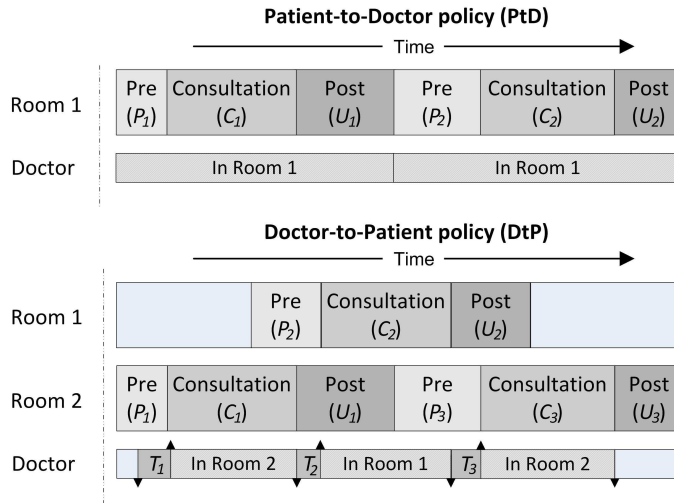 Patient-to-Doctor policy (PtD)
Time
Room 1
Pre Consultation Post Pre Consultation Post
(P1) (C1) (U1) (P2) (C2) (U2)
Doctor
In Room 1 In Room 1
Doctor-to-Patient policy (DtP)
Time
Room 1
Pre Consultation Post
(P2) (C2) (U2)
Room 2
Pre Consultation Post Pre Consultation Post
(P1) (C1) (U1) (P3) (C3) (U3)
Doctor
T1 In Room 2 T2 In Room 1 T3 In Room 2